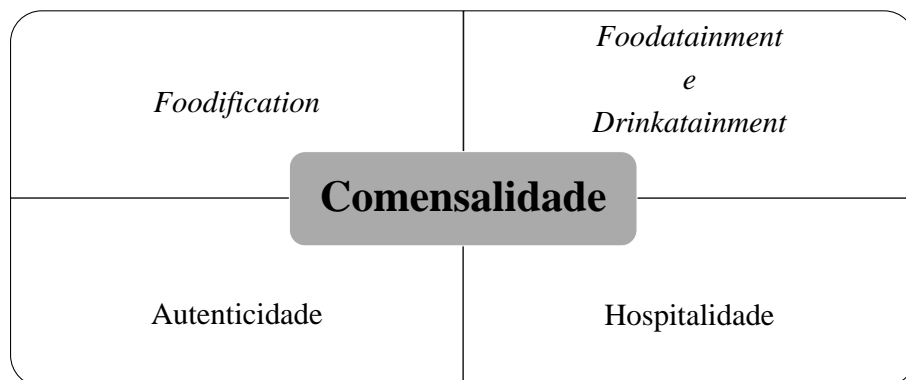 Foodification
Foodatainment
e
Drinkatainment
Comensalidade
Autenticidade
Hospitalidade